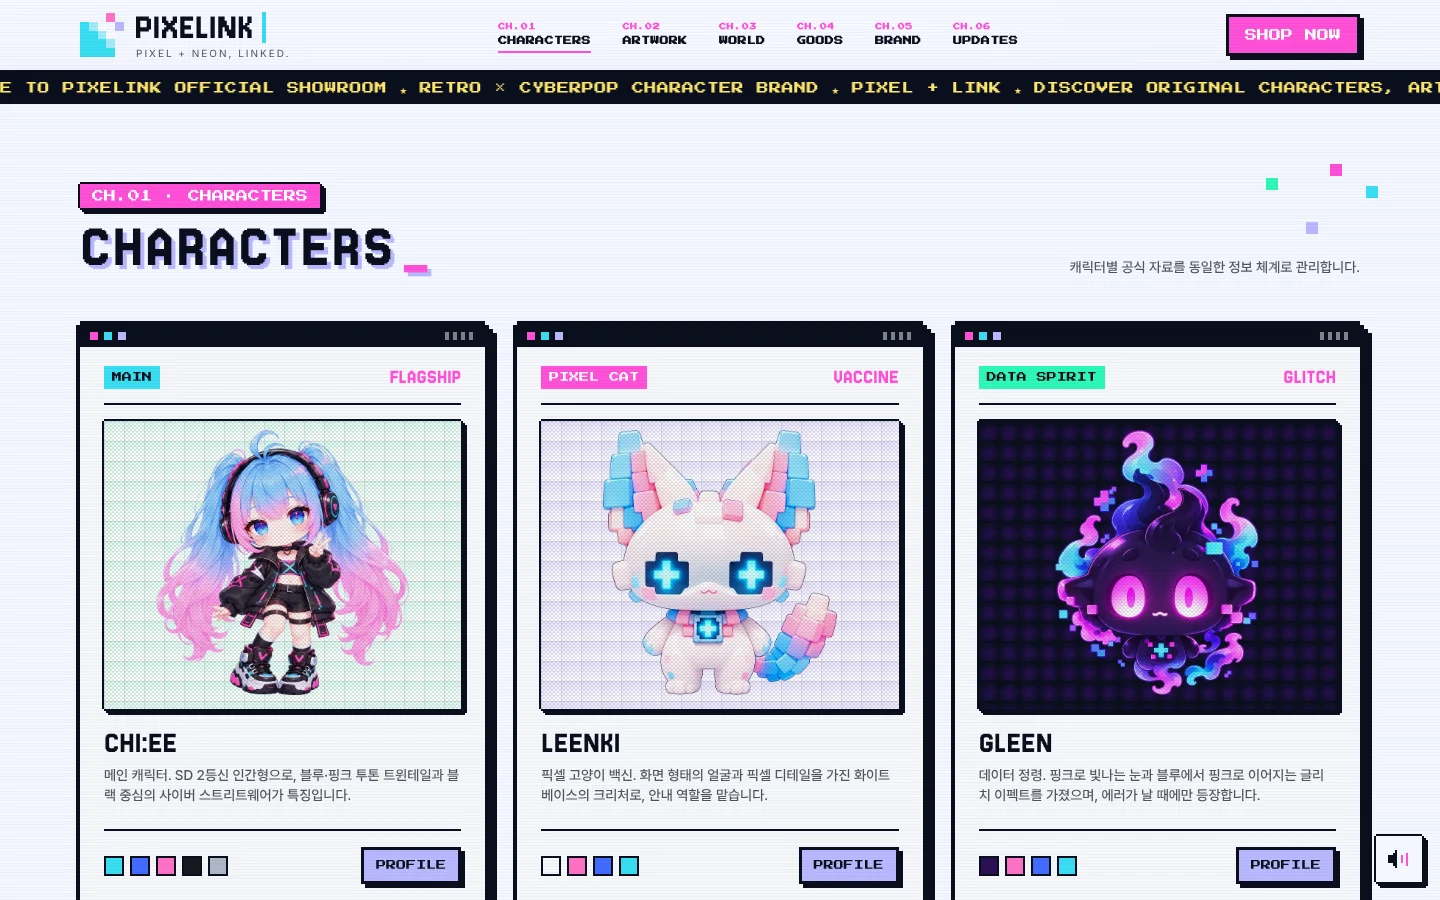 PIXELINK
PIXEL + NEON, LINKED.
CH.01
CHARACTERS
CH.02
ARTWORK
CH.03
WORLD
CH.04
GOODS
CH.05
BRAND
CH.06
UPDATES
SHOP NOW
E TO PIXELINK OFFICIAL SHOWROOM ★ RETRO × CYBERPOP CHARACTER BRAND ★ PIXEL + LINK ★ DISCOVER ORIGINAL CHARACTERS, ART
CH.01 · CHARACTERS
CHARACTERS_
캐릭터별 공식 자료를 동일한 정보 체계로 관리합니다.
MAIN
FLAGSHIP
CHI:EE
메인 캐릭터. SD 2등신 인간형으로, 블루·핑크 투톤 트윈테일과 블
랙 중심의 사이버 스트리트웨어가 특징입니다.
PROFILE
PIXEL CAT
VACCINE
LEENKI
픽셀 고양이 백신. 화면 형태의 얼굴과 픽셀 디테일을 가진 화이트
베이스의 크리처로, 안내 역할을 맡습니다.
PROFILE
DATA SPIRIT
GLITCH
GLEEN
데이터 정령. 핑크로 빛나는 눈과 블루에서 핑크로 이어지는 글리
치 이펙트를 가졌으며, 에러가 날 때에만 등장합니다.
PROFILE